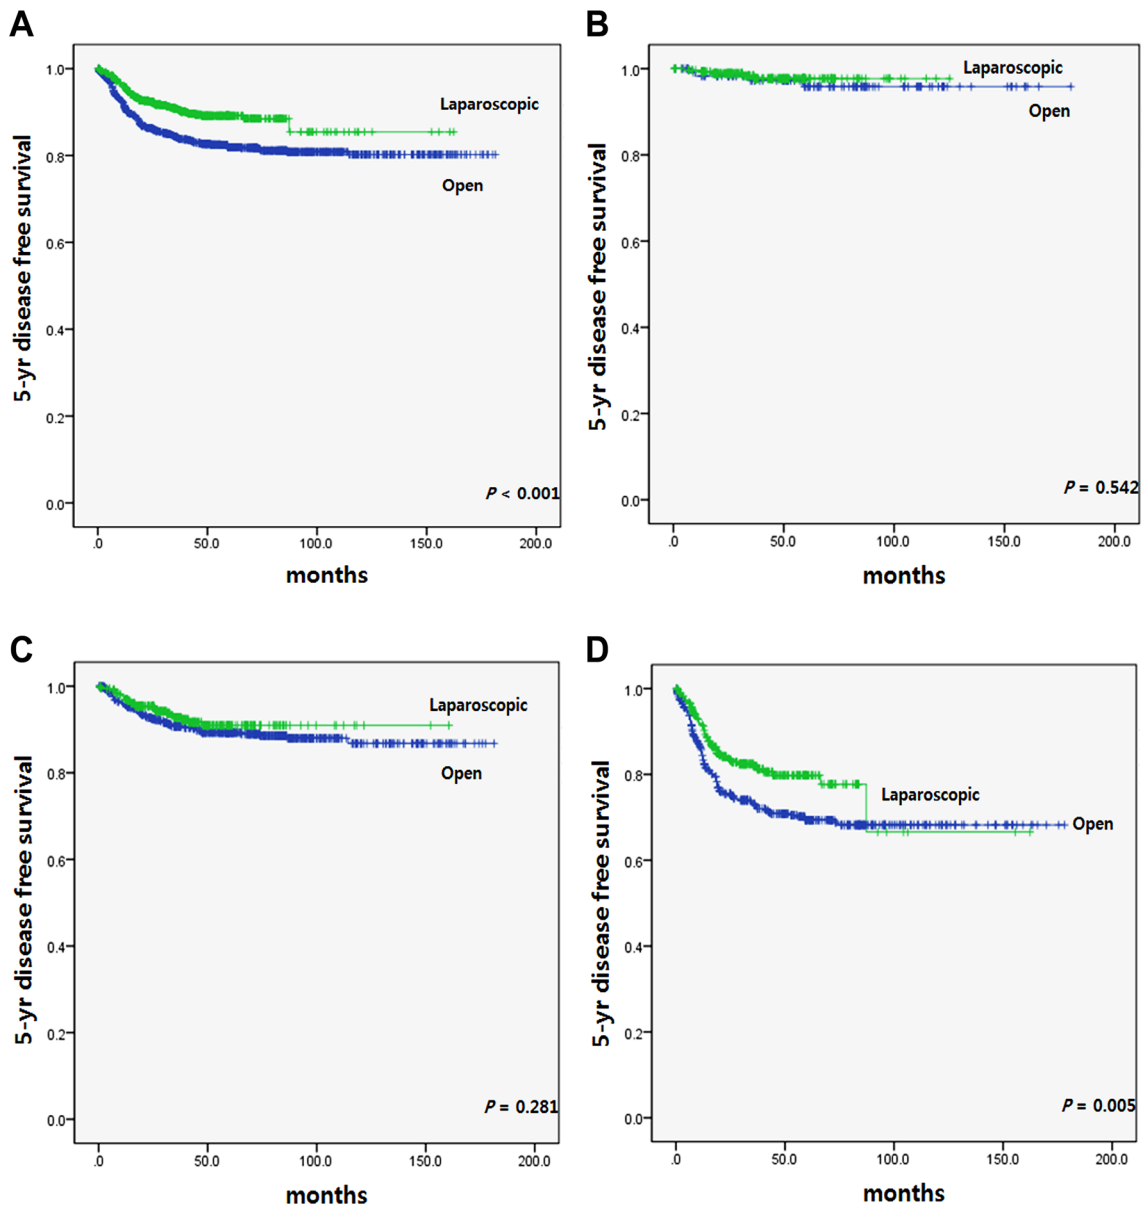 A
5-yr disease free survival
1.0
0.8
0.6
0.4
0.2
0.0
Laparoscopic
Open
P < 0.001
.0 50.0 100.0 150.0 200.0
months
B
5-yr disease free survival
1.0
0.8
0.6
0.4
0.2
0.0
Laparoscopic
Open
P = 0.542
.0 50.0 100.0 150.0 200.0
months
C
5-yr disease free survival
1.0
0.8
0.6
0.4
0.2
0.0
Laparoscopic
Open
P = 0.281
.0 50.0 100.0 150.0 200.0
months
D
5-yr disease free survival
1.0
0.8
0.6
0.4
0.2
0.0
Laparoscopic
Open
P = 0.005
.0 50.0 100.0 150.0 200.0
months